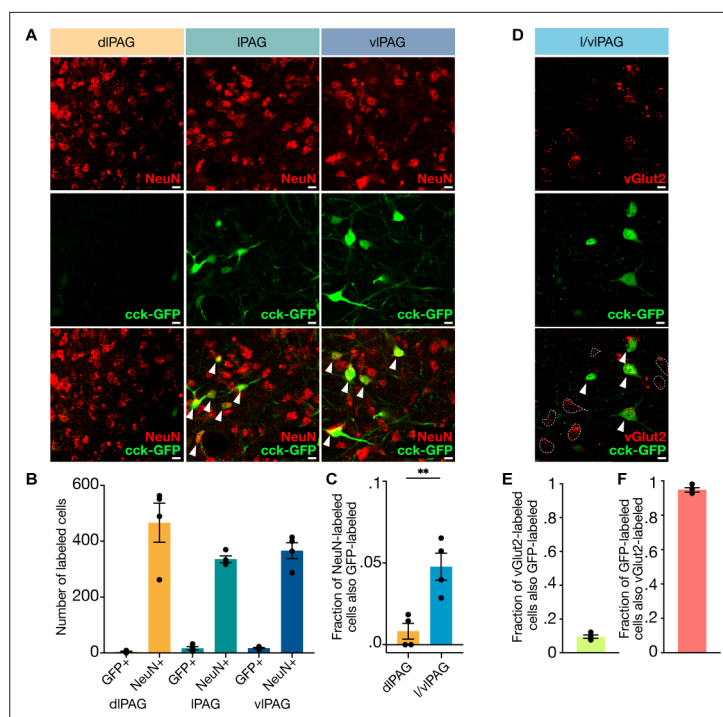 A
dlPAG
lPAG
vlPAG
D
l/vlPAG
NeuN
NeuN
NeuN
vGlut2
cck-GFP
cck-GFP
cck-GFP
cck-GFP
NeuN
cck-GFP
NeuN
cck-GFP
NeuN
cck-GFP
vGlut2
cck-GFP
B
Number of labeled cells
600
400
200
0
GFP+
NeuN+
GFP+
NeuN+
GFP+
NeuN+
dlPAG
lPAG
vlPAG
C
Fraction of NeuN-labeled
cells also GFP-labeled
.1
.05
.0
**
dlPAG
l/vlPAG
E
Fraction of vGlut2-labeled
cells also GFP-labeled
1
.8
.6
.4
.2
0
F
Fraction of GFP-labeled
cells also vGlut2-labeled
1
.8
.6
.4
.2
0